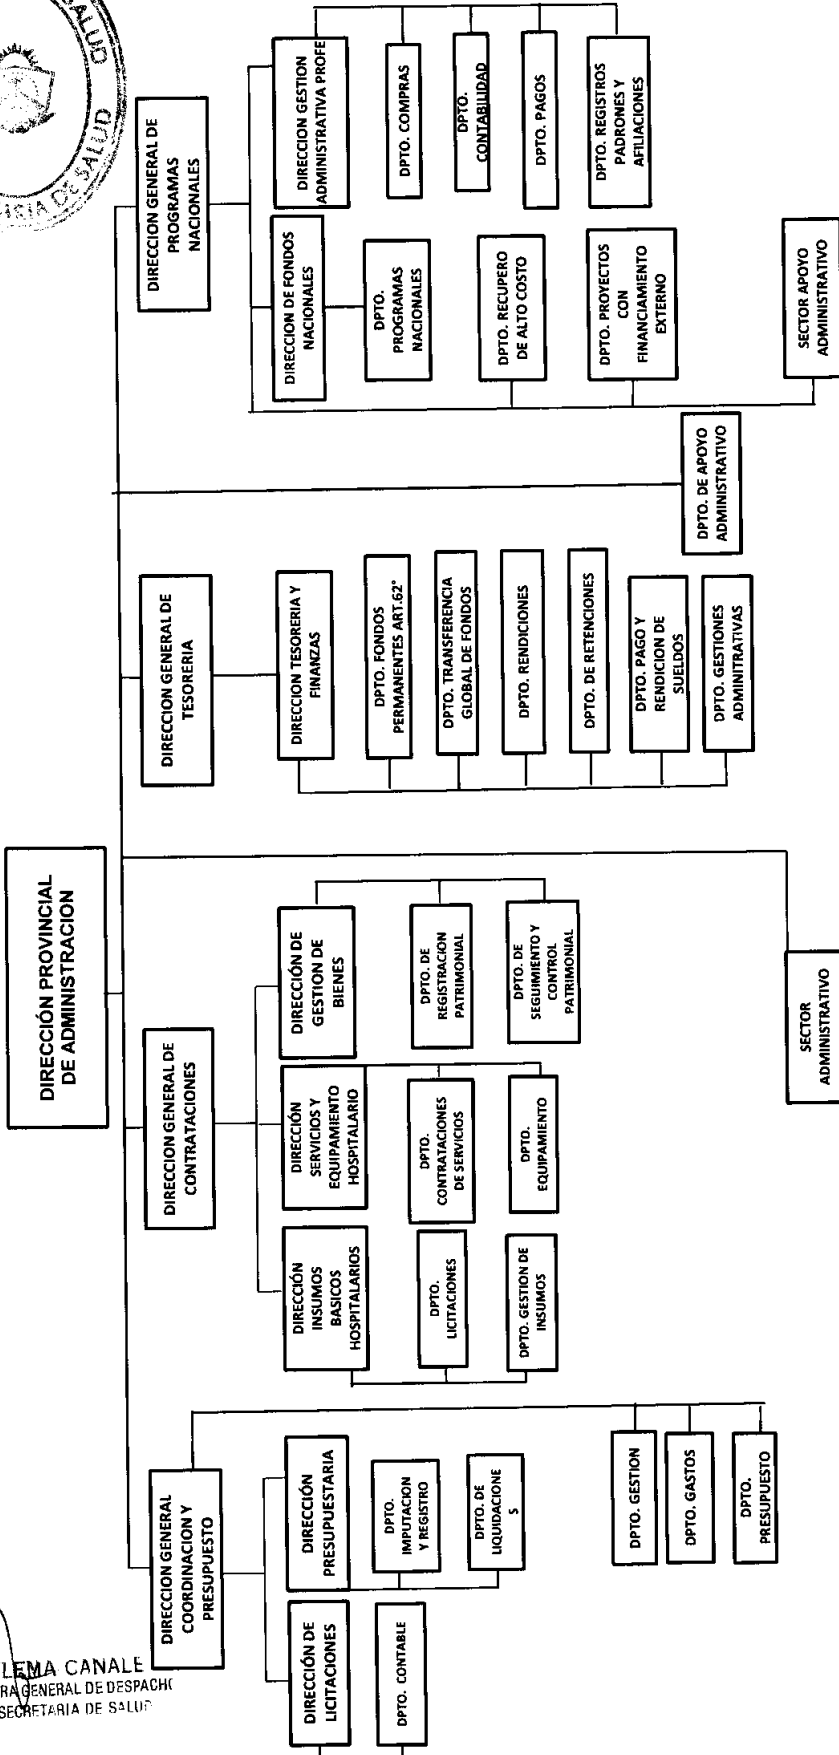 DIRECCIÓN PROVINCIAL
DE ADMINISTRACION
DIRECCION GENERAL
COORDINACION Y
PRESUPUESTO
DIRECCIÓN DE
LICITACIONES
DPTO. CONTABLE
DIRECCIÓN
PRESUPUESTARIA
DPTO.
IMPUTACION
Y REGISTRO
DPTO. DE
LIQUIDACIONE
S
DPTO. GESTION
DPTO. GASTOS
DPTO.
PRESUPUESTO
DIRECCION GENERAL DE
CONTRATACIONES
DIRECCIÓN
INSUMOS
BASICOS
HOSPITALARIOS
DPTO.
LICITACIONES
DPTO. GESTION DE
INSUMOS
DIRECCIÓN
SERVICIOS Y
EQUIPAMIENTO
HOSPITALARIO
DPTO.
CONTRATACIONES
DE SERVICIOS
DPTO.
EQUIPAMIENTO
DIRECCIÓN DE
GESTION DE
BIENES
DPTO. DE
REGISTRACION
PATRIMONIAL
DPTO. DE
SEGUIMIENTO Y
CONTROL
PATRIMONIAL
SECTOR
ADMINISTRATIVO
DIRECCION GENERAL DE
TESORERIA
DIRECCION TESORERIA Y
FINANZAS
DPTO. FONDOS
PERMANENTES ART.62°
DPTO. TRANSFERENCIA
GLOBAL DE FONDOS
DPTO. RENDICIONES
DPTO. DE RETENCIONES
DPTO. PAGO Y
RENDICION DE
SUELDOS
DPTO. GESTIONES
ADMINITRATIVAS
DPTO. DE APOYO
ADMINISTRATIVO
DIRECCION GENERAL DE
PROGRAMAS
NACIONALES
DIRECCION DE FONDOS
NACIONALES
DPTO.
PROGRAMAS
NACIONALES
DPTO. RECUPERO
DE ALTO COSTO
DPTO. PROYECTOS
CON
FINANCIAMIENTO
EXTERNO
SECTOR APOYO
ADMINISTRATIVO
DIRECCION GESTION
ADMINISTRATIVA PROFE
DPTO. COMPRAS
DPTO.
CONTABILIDAD
DPTO. PAGOS
DPTO. REGISTROS
PADRONES Y
AFILIACIONES
LEMA CANALE
GENERAL DE DESPACH
SECRETARIA DE SALUD
DE SALUD
SALUD